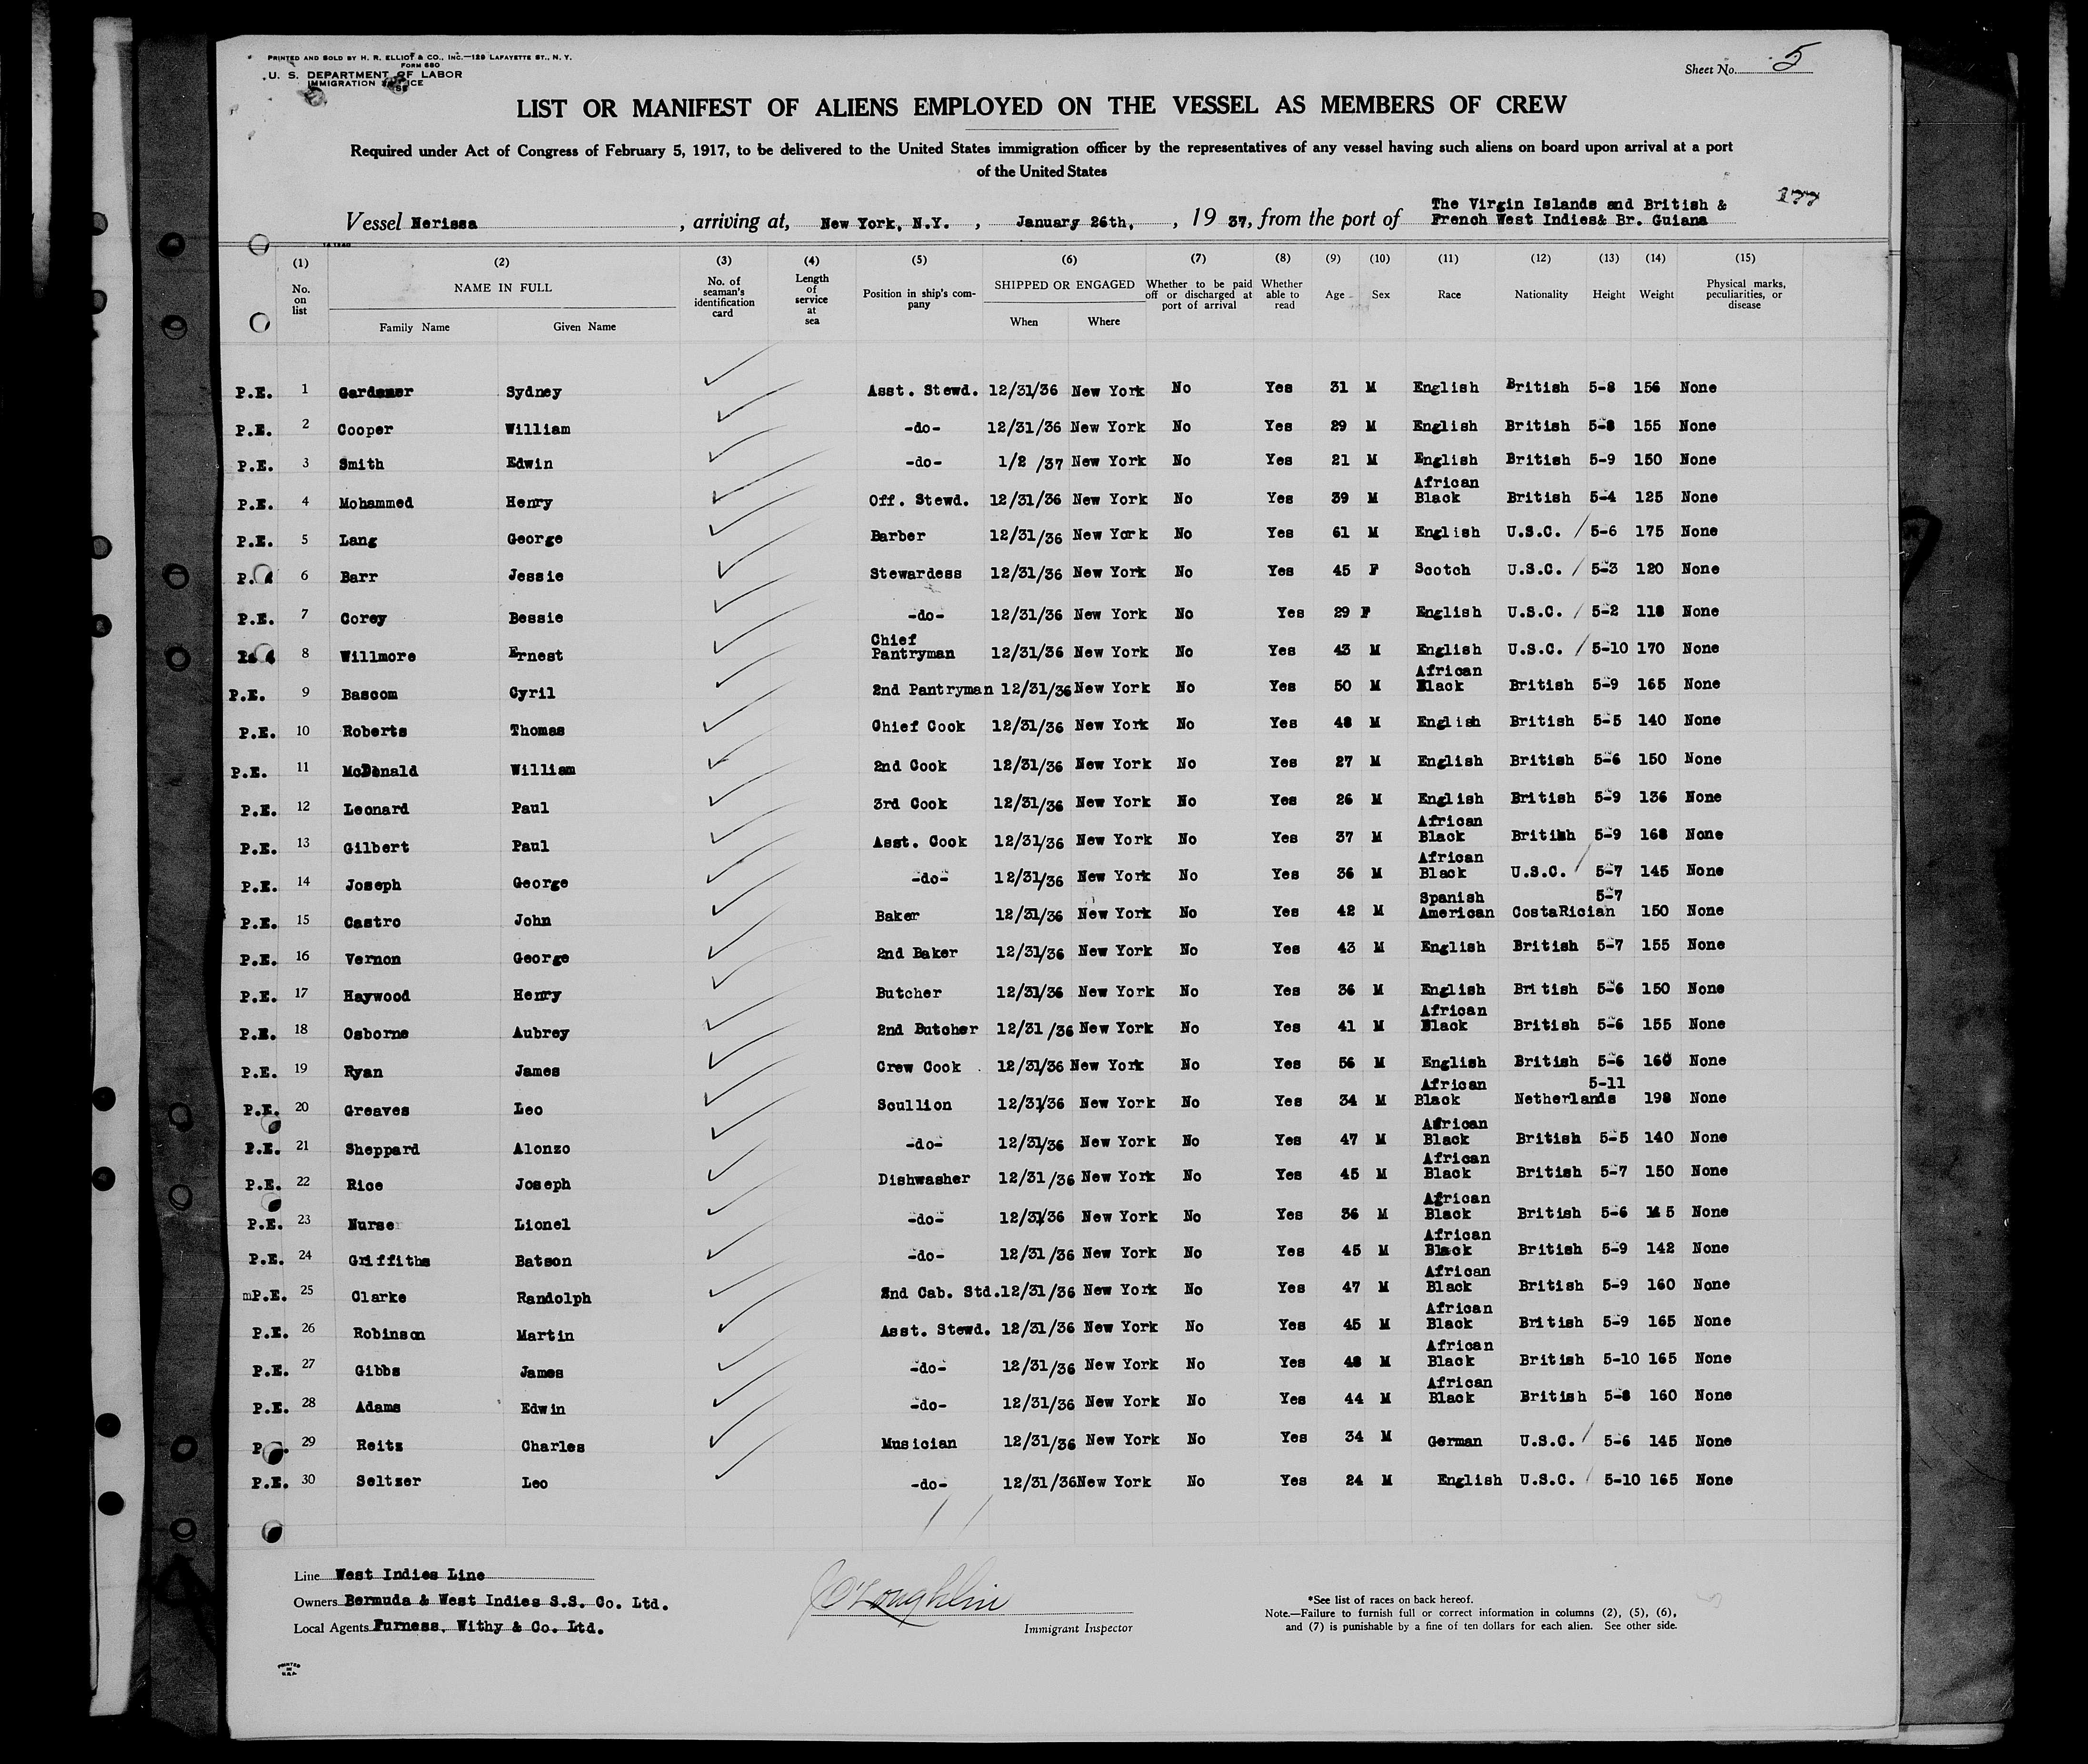 PRINTED AND SOLD BY H. R. ELLIOT & CO., INC.—129 LAFAYETTE ST., N. Y.
FORM 680
U. S. DEPARTMENT OF LABOR
IMMIGRATION SERVICE
Sheet No. 5
LIST OR MANIFEST OF ALIENS EMPLOYED ON THE VESSEL AS MEMBERS OF CREW
Required under Act of Congress of February 5, 1917, to be delivered to the United States immigration officer by the representatives of any vessel having such aliens on board upon arrival at a port
of the United States
177
The Virgin Islands and British &
Vessel Nerissa, arriving at, New York, N.Y., January 26th, , 19 37, from the port of French West Indies& Br. Guiana
(1) (2) (3) (4) (5) (6) (7) (8) (9) (10) (11) (12) (13) (14) (15)
No. on list NAME IN FULL Family Name Given Name No. of seaman's identification card Length of service at sea Position in ship's company SHIPPED OR ENGAGED When Where Whether to be paid off or discharged at port of arrival Whether able to read Age Sex Race Nationality Height Weight Physical marks, peculiarities, or disease
P.E. 1 Gardener Sydney Asst. Stewd. 12/31/36 New York No Yes 31 M English British 5-8 156 None
P.E. 2 Cooper William -do- 12/31/36 New York No Yes 29 M English British 5-8 155 None
P.E. 3 Smith Edwin -do- 1/2 /37 New York No Yes 21 M English British 5-9 150 None
P.E. 4 Mohammed Henry Off. Stewd. 12/31/36 New York No Yes 39 M African Black British 5-4 125 None
P.E. 5 Lang George Barber 12/31/36 New York No Yes 61 M English U.S.C. / 5-6 175 None
P. 6 Barr Jessie Stewardess 12/31/36 New York No Yes 45 F Scotch U.S.C. / 5-3 120 None
P.E. 7 Corey Bessie -do- 12/31/36 New York No Yes 29 F English U.S.C. / 5-2 118 None
8 Willmore Ernest Chief Pantryman 12/31/36 New York No Yes 43 M English U.S.C. / 5-10 170 None
P.E. 9 Bascom Cyril 2nd Pantryman 12/31/36 New York No Yes 50 M African Black British 5-9 165 None
P.E. 10 Roberts Thomas Chief Cook 12/31/36 New York No Yes 48 M English British 5-5 140 None
P.E. 11 McDonald William 2nd Cook 12/31/36 New York No Yes 27 M English British 5-6 150 None
P.E. 12 Leonard Paul 3rd Cook 12/31/36 New York No Yes 26 M English British 5-9 136 None
P.E. 13 Gilbert Paul Asst. Cook 12/31/36 New York No Yes 37 M African Black British 5-9 168 None
P.E. 14 Joseph George -do- 12/31/36 New York No Yes 36 M African Black U.S.C. / 5-7 145 None
P.E. 15 Castro John Baker 12/31/36 New York No Yes 42 M Spanish American CostaRician 5-7 150 None
P.E. 16 Vernon George 2nd Baker 12/31/36 New York No Yes 43 M English British 5-7 155 None
P.E. 17 Haywood Henry Butcher 12/31/36 New York No Yes 36 M English British 5-6 150 None
P.E. 18 Osborne Aubrey 2nd Butcher 12/31 /36 New York No Yes 41 M African Black British 5-6 155 None
P.E. 19 Ryan James Crew Cook . 12/31/36 New York No Yes 56 M English British 5-6 160 None
P.E. 20 Greaves Leo Scullion 12/31/36 New York No Yes 34 M African Black Netherlands 5-11 198 None
P.E. 21 Sheppard Alonzo -do- 12/31/36 New York No Yes 47 M African Black British 5-5 140 None
P.E. 22 Rice Joseph Dishwasher 12/31 /36 New York No Yes 45 M African Black British 5-7 150 None
P.E. 23 Nurse Lionel -do- 12/31/36 New York No Yes 36 M African Black British 5-6 None
P.E. 24 Griffiths Batson -do- 12/31 /36 New York No Yes 45 M African Black British 5-9 142 None
mP.E. 25 Clarke Randolph 2nd Cab. Std. 12/31/36 New York No Yes 47 M African Black British 5-9 160 None
P.E. 26 Robinson Martin Asst. Stewd. 12/31/36 New York No Yes 45 M African Black British 5-9 165 None
P.E. 27 Gibbs James -do- 12/31/36 New York No Yes 48 M African Black British 5-10 165 None
P.E. 28 Adams Edwin -do- 12/31/36 New York No Yes 44 M African Black British 5-8 160 None
P 29 Reitz Charles Musician 12/31/36 New York No Yes 34 M German U.S.C. / 5-6 145 None
P.E. 30 Seltzer Leo -do- 12/31/36 New York No Yes 24 M English U.S.C. / 5-10 165 None
Line West Indies Line
Owners Bermuda & West Indies S.S. Co. Ltd.
Local Agents Furness, Withy & Co. Ltd.
O'Loughlin
Immigrant Inspector
*See list of races on back hereof.
Note.—Failure to furnish full or correct information in columns (2), (5), (6),
and (7) is punishable by a fine of ten dollars for each alien. See other side.
PRINTED
IN
U.S.A.